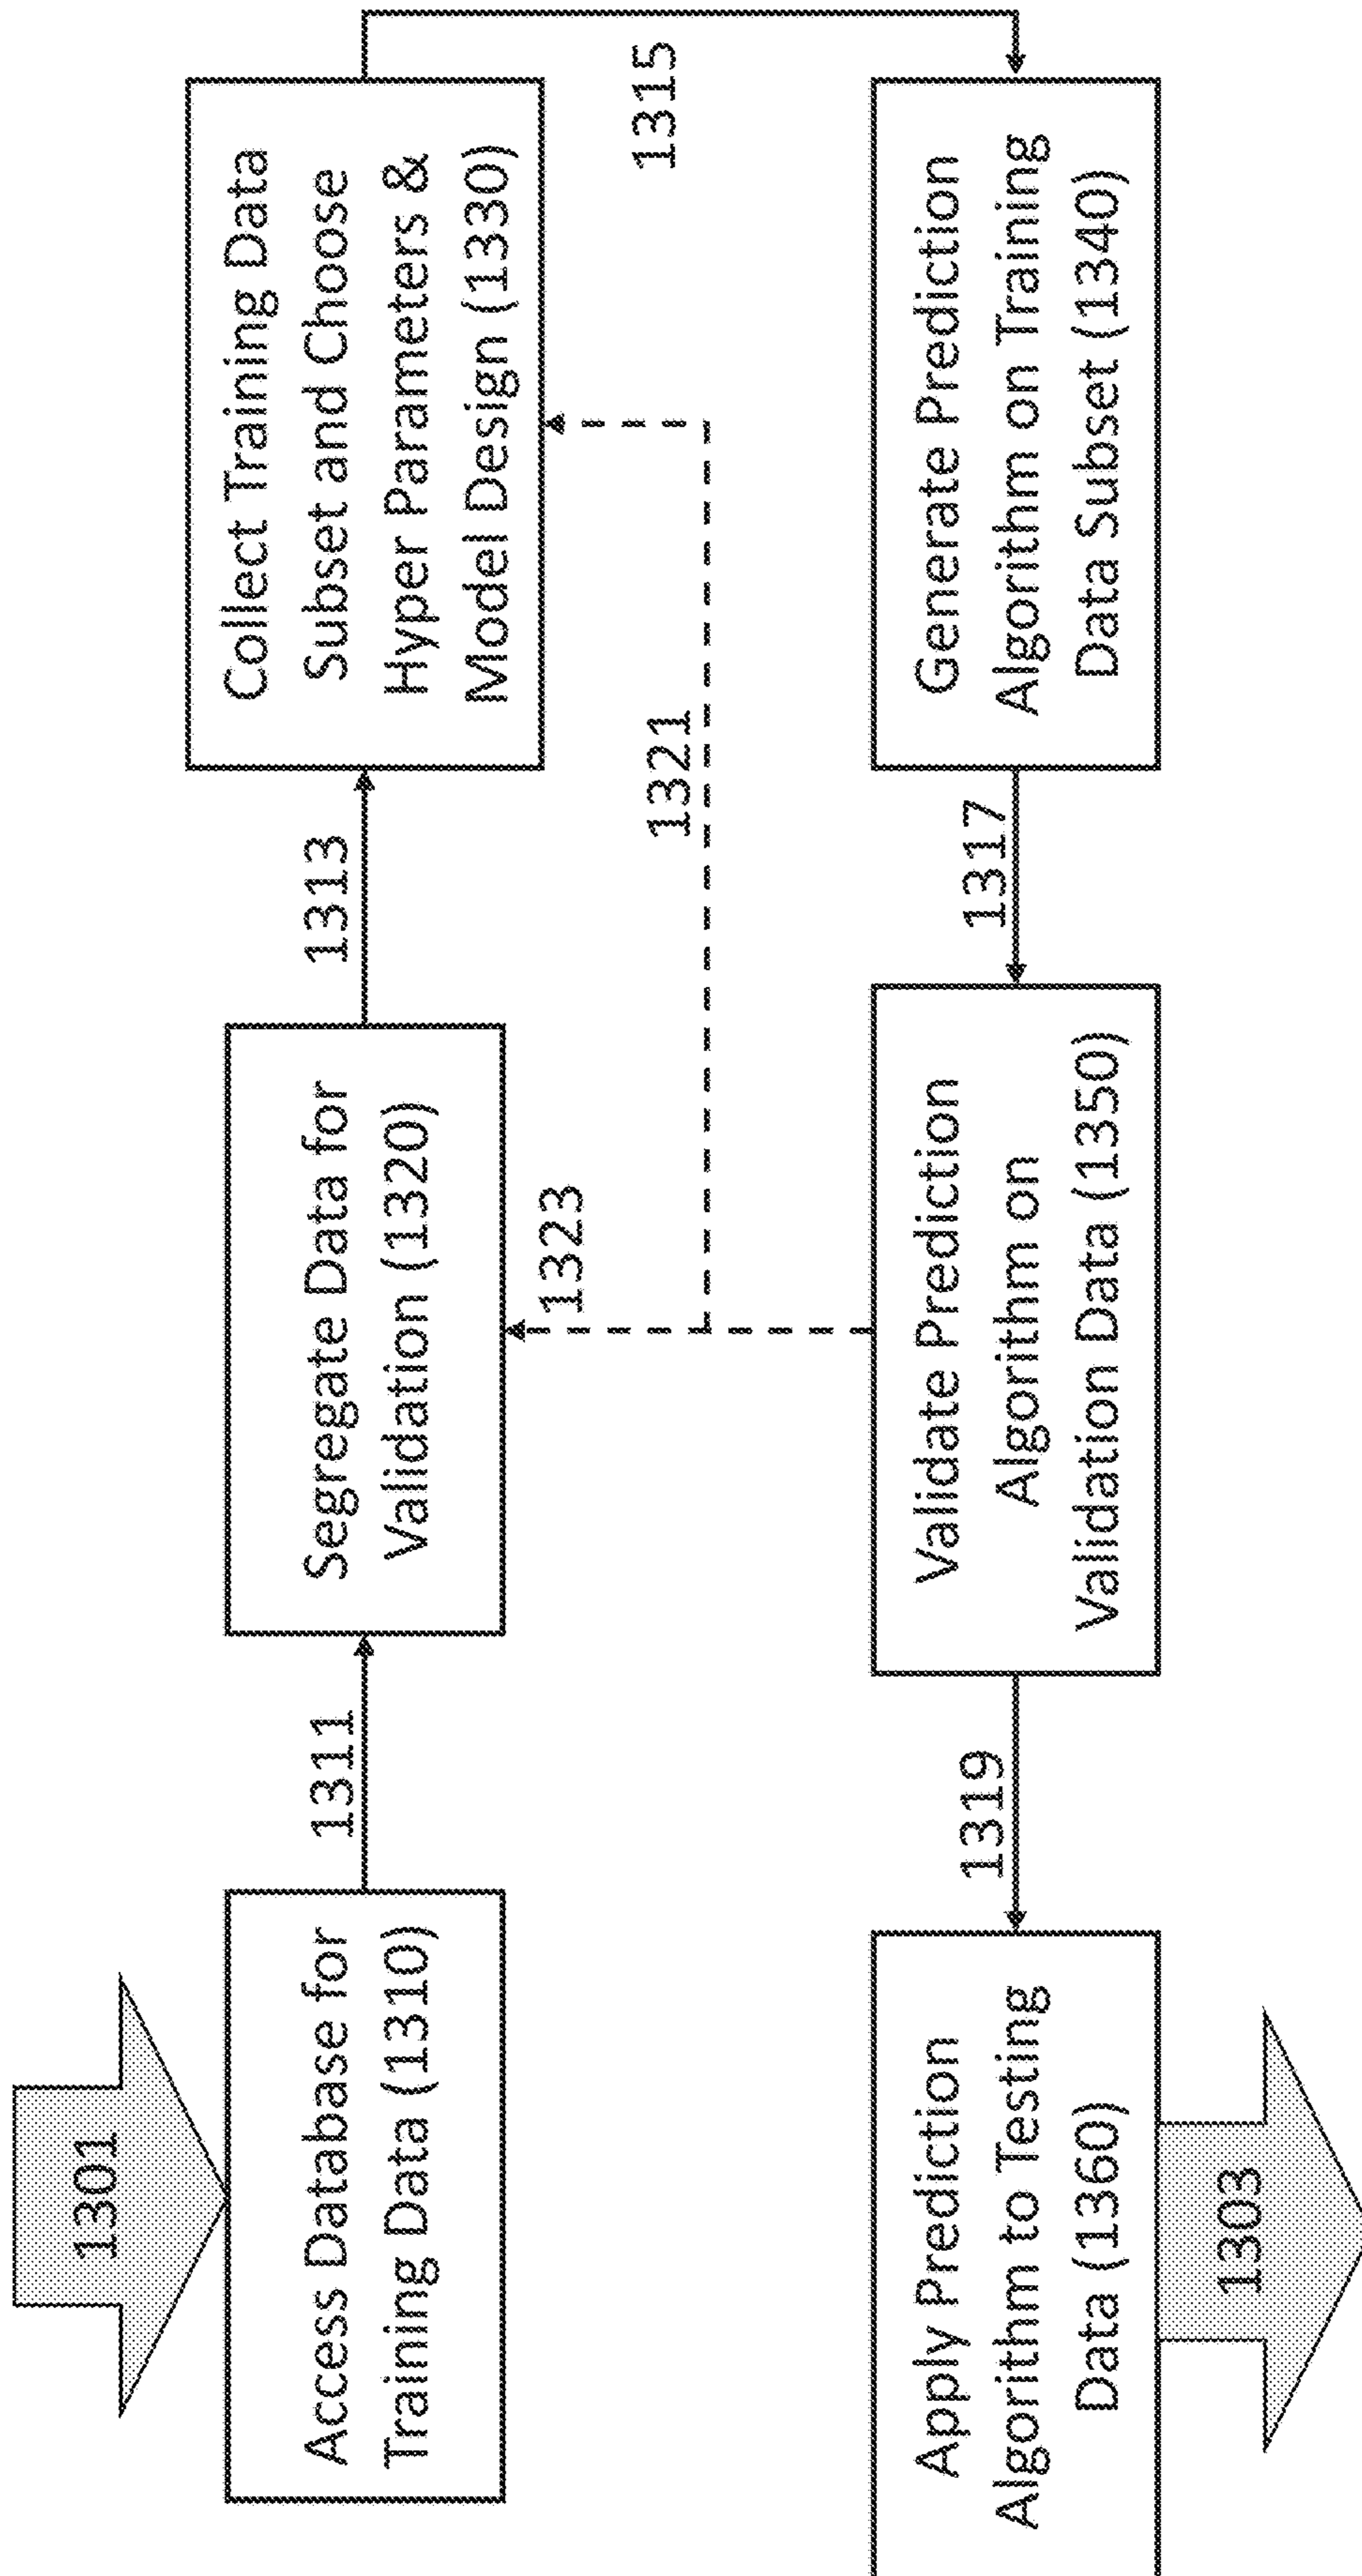 1301
Access Database for
Training Data (1310)
1311
Segregate Data for
Validation (1320)
1313
Collect Training Data
Subset and Choose
Hyper Parameters &
Model Design (1330)
1315
1321
1323
Generate Prediction
Algorithm on Training
Data Subset (1340)
1317
Validate Prediction
Algorithm on
Validation Data (1350)
1319
Apply Prediction
Algorithm to Testing
Data (1360)
1303